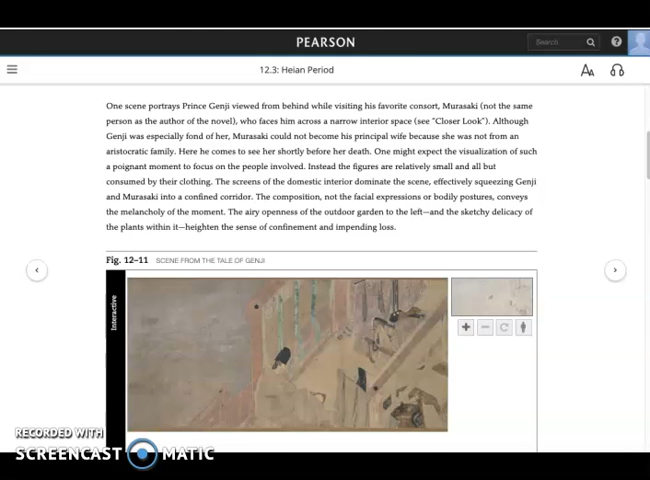 PEARSON
Search
12.3: Heian Period
One scene portrays Prince Genji viewed from behind while visiting his favorite consort, Murasaki (not the same
person as the author of the novel), who faces him across a narrow interior space (see "Closer Look"). Although
Genji was especially fond of her, Murasaki could not become his principal wife because she was not from an
aristocratic family. Here he comes to see her shortly before her death. One might expect the visualization of such
a poignant moment to focus on the people involved. Instead the figures are relatively small and all but
consumed by their clothing. The screens of the domestic interior dominate the scene, effectively squeezing Genji
and Murasaki into a confined corridor. The composition, not the facial expressions or bodily postures, conveys
the melancholy of the moment. The airy openness of the outdoor garden to the left—and the sketchy delicacy of
the plants within it—heighten the sense of confinement and impending loss.
Fig. 12–11 SCENE FROM THE TALE OF GENJI
Interactive
RECORDED WITH
SCREENCAST MATIC